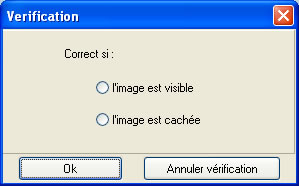 Verification
Correct si :
l'image est visible
l'image est cachée
Ok
Annuler vérification